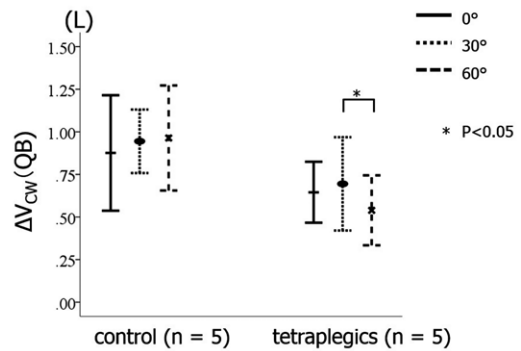 (L)
1.50
1.25
1.00
.75
.50
.25
.00
ΔVCW(QB)
control (n = 5)
tetraplegics (n = 5)
*
0°
30°
60°
* P<0.05